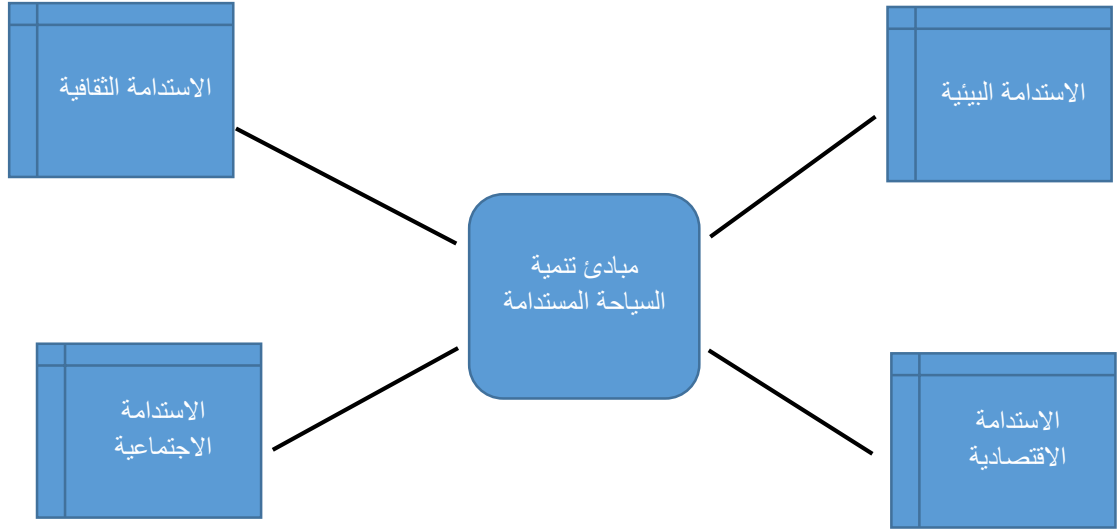 الاستدامة البيئية
الاستدامة الثقافية
مبادئ تنمية
السياحة المستدامة
الاستدامة
الاقتصادية
الاستدامة
الاجتماعية